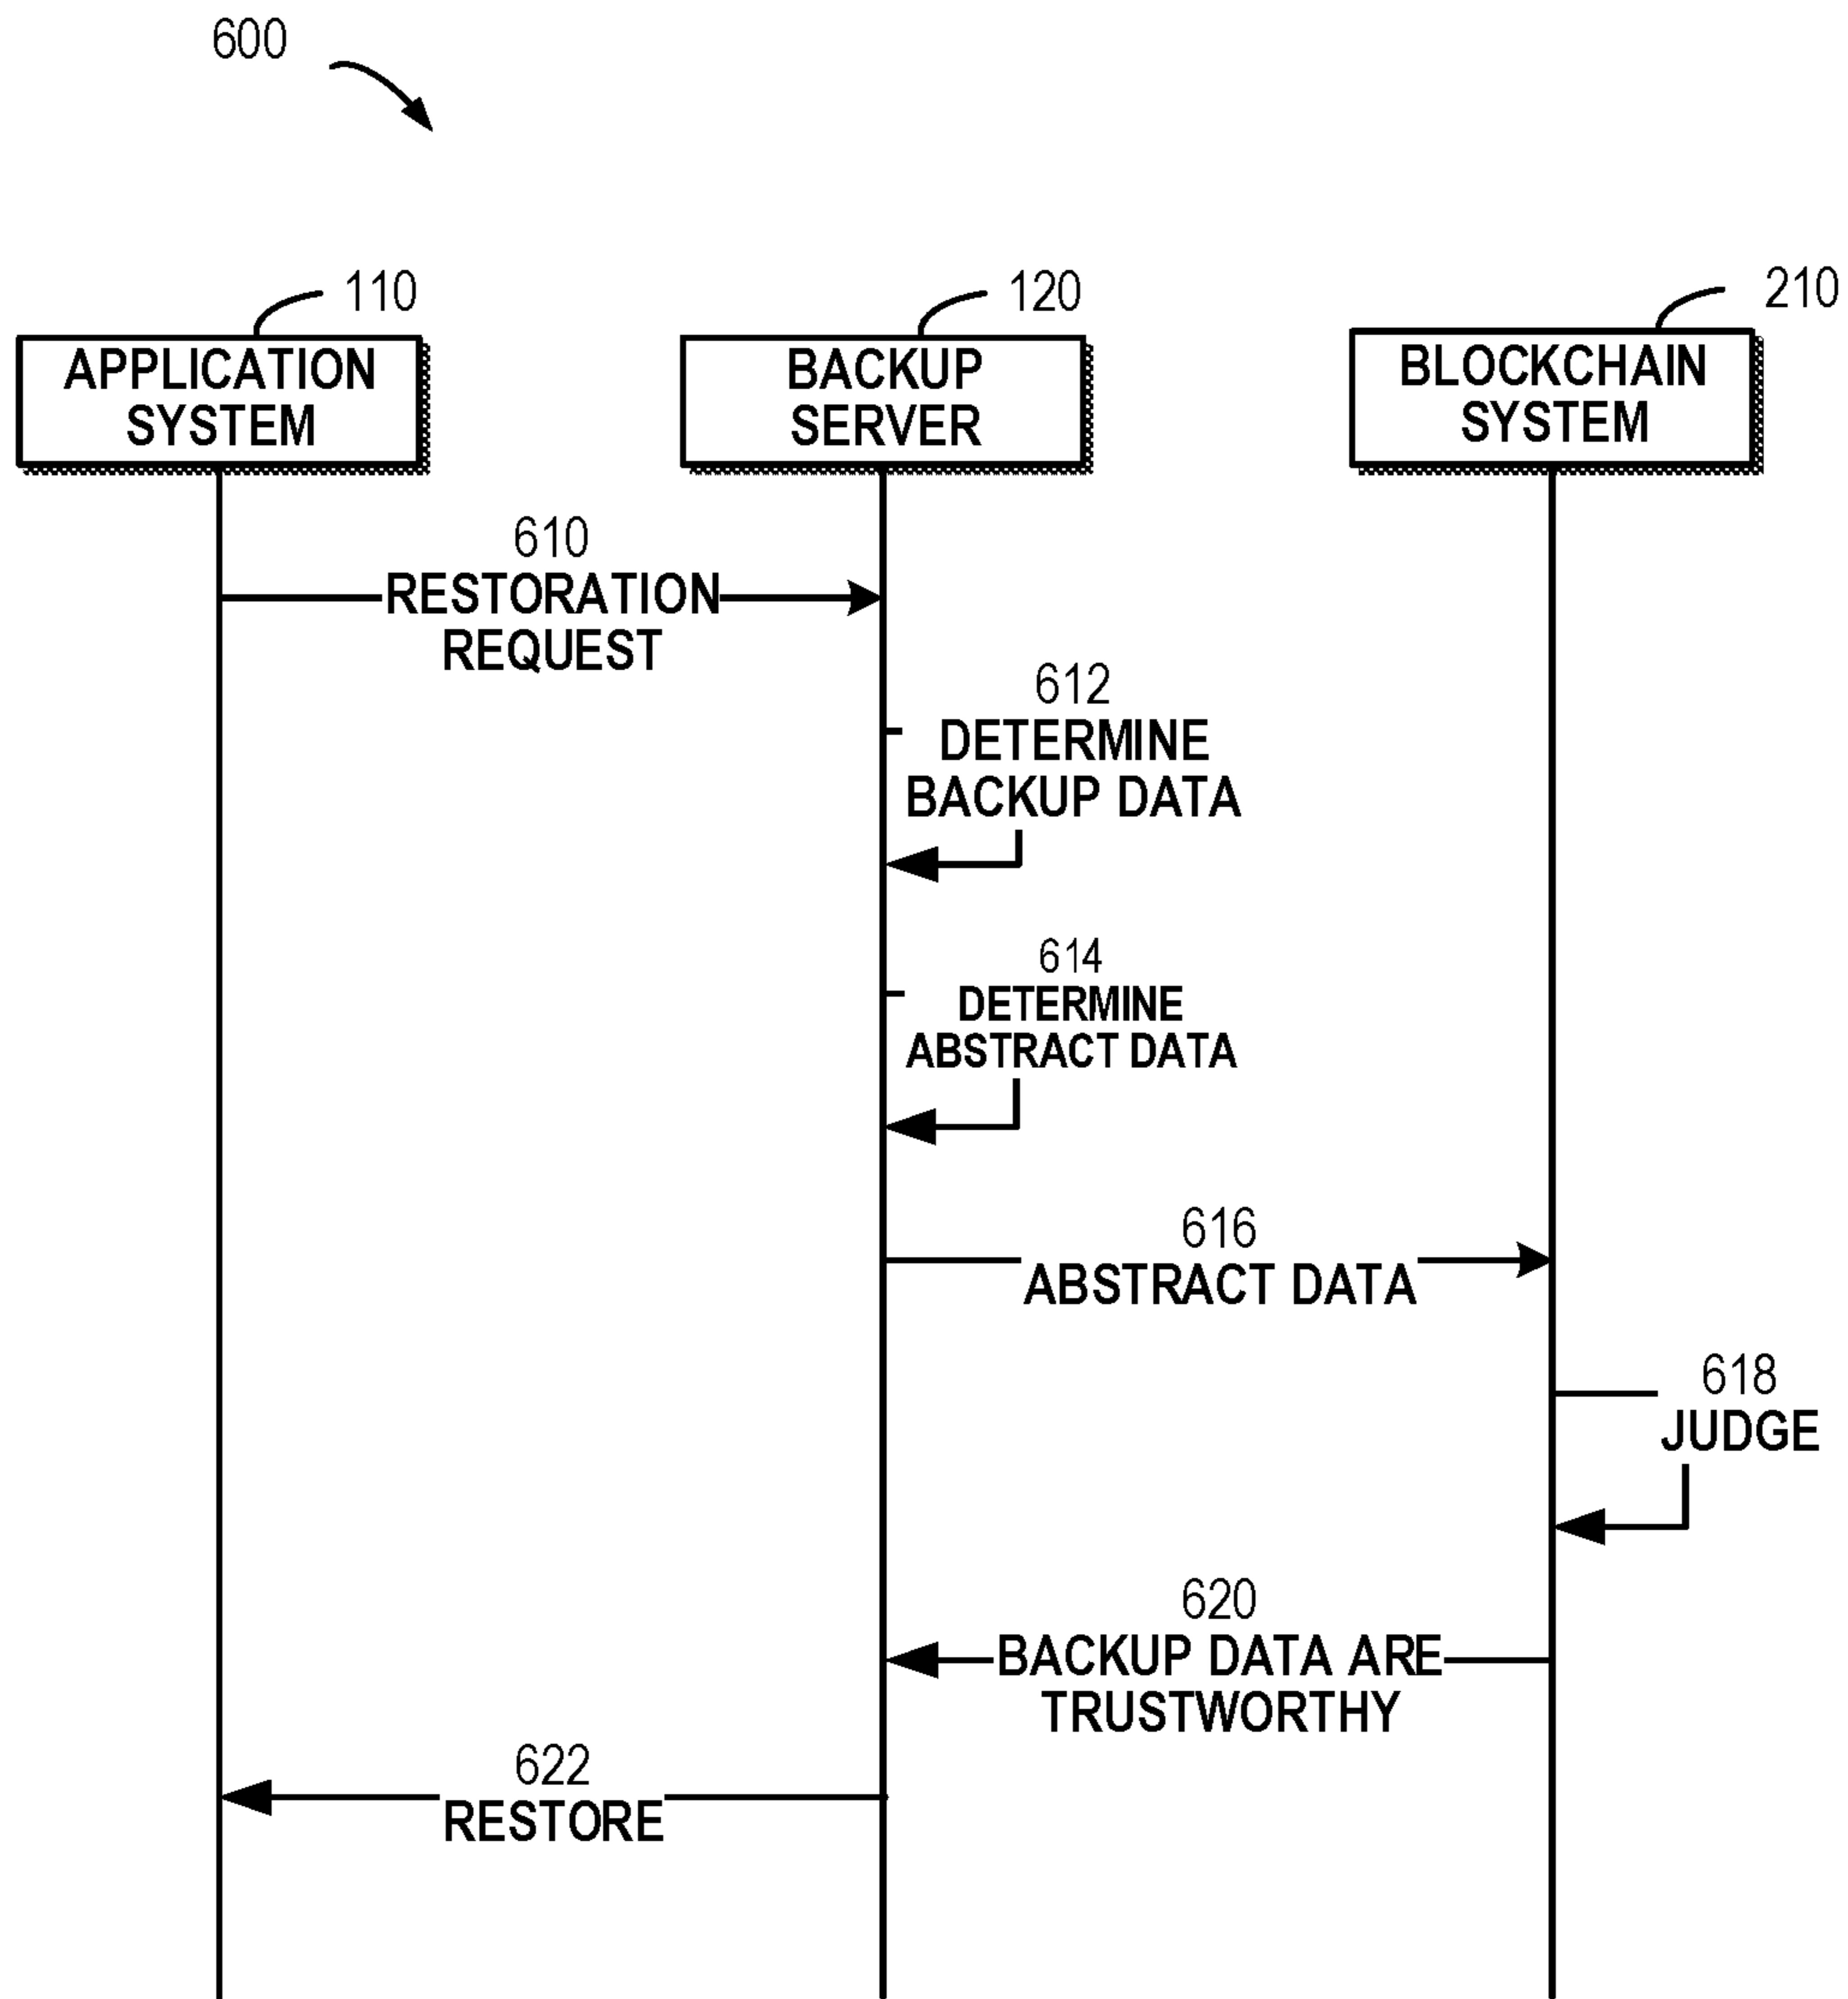 600
110
120
210
APPLICATION
SYSTEM
BACKUP
SERVER
BLOCKCHAIN
SYSTEM
610
RESTORATION
REQUEST
612
DETERMINE
BACKUP DATA
614
DETERMINE
ABSTRACT DATA
616
ABSTRACT DATA
618
JUDGE
620
BACKUP DATA ARE
TRUSTWORTHY
622
RESTORE